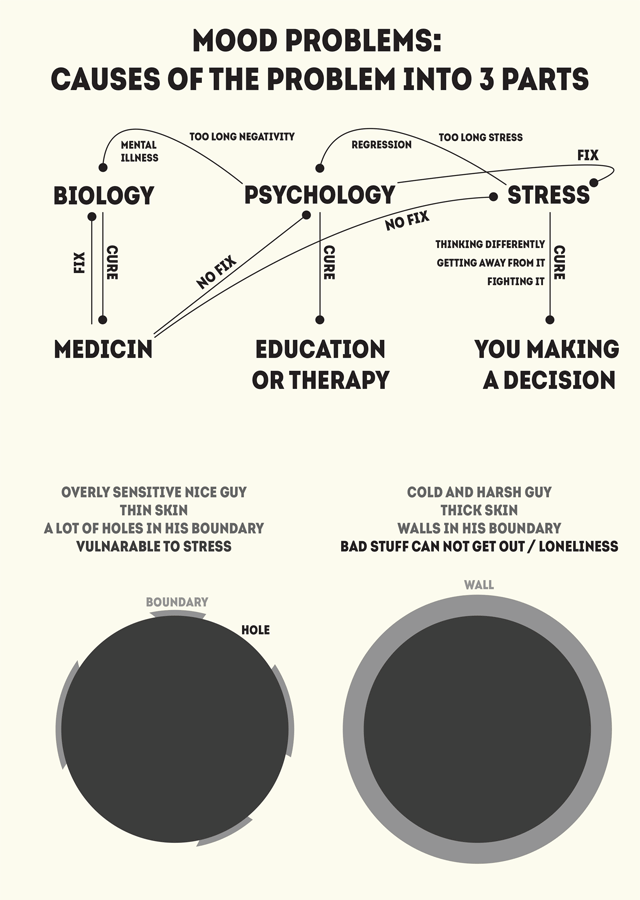 MOOD PROBLEMS:
CAUSES OF THE PROBLEM INTO 3 PARTS
MENTAL
ILLNESS
TOO LONG NEGATIVITY
REGRESSION
TOO LONG STRESS
FIX
BIOLOGY
PSYCHOLOGY
STRESS
FIX
CURE
NO FIX
NO FIX
CURE
THINKING DIFFERENTLY
GETTING AWAY FROM IT
FIGHTING IT
CURE
MEDICIN
EDUCATION
OR THERAPY
YOU MAKING
A DECISION
OVERLY SENSITIVE NICE GUY
THIN SKIN
A LOT OF HOLES IN HIS BOUNDARY
VULNARABLE TO STRESS
COLD AND HARSH GUY
THICK SKIN
WALLS IN HIS BOUNDARY
BAD STUFF CAN NOT GET OUT / LONELINESS
BOUNDARY
HOLE
WALL